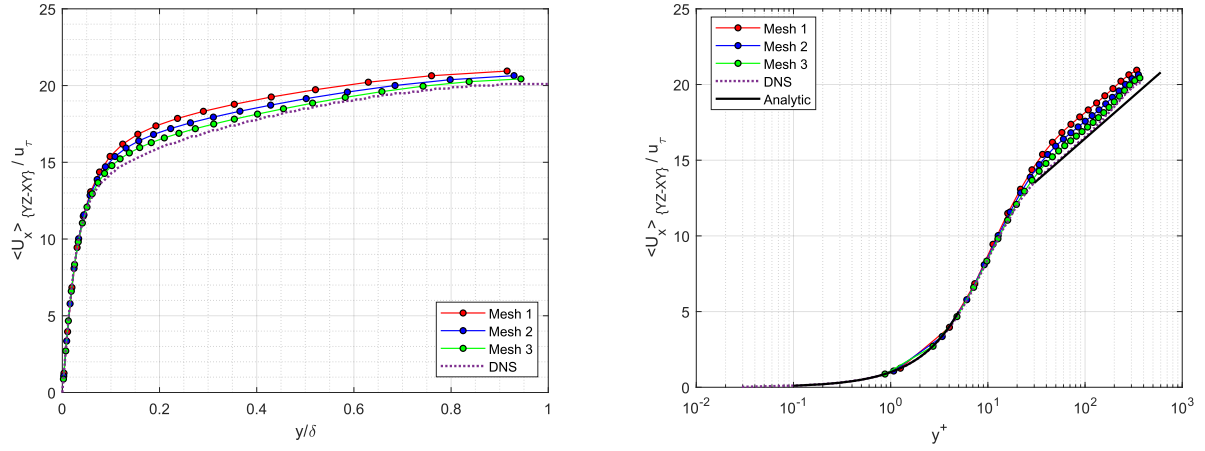 25
20
15
10
5
0
<U_x>_{YZ-XY} / u_τ
Mesh 1
Mesh 2
Mesh 3
DNS
0
0.2
0.4
0.6
0.8
1
y/δ
25
20
15
10
5
0
<U_x>_{YZ-XY} / u_τ
Mesh 1
Mesh 2
Mesh 3
DNS
Analytic
10^-2
10^-1
10^0
10^1
10^2
10^3
y^+